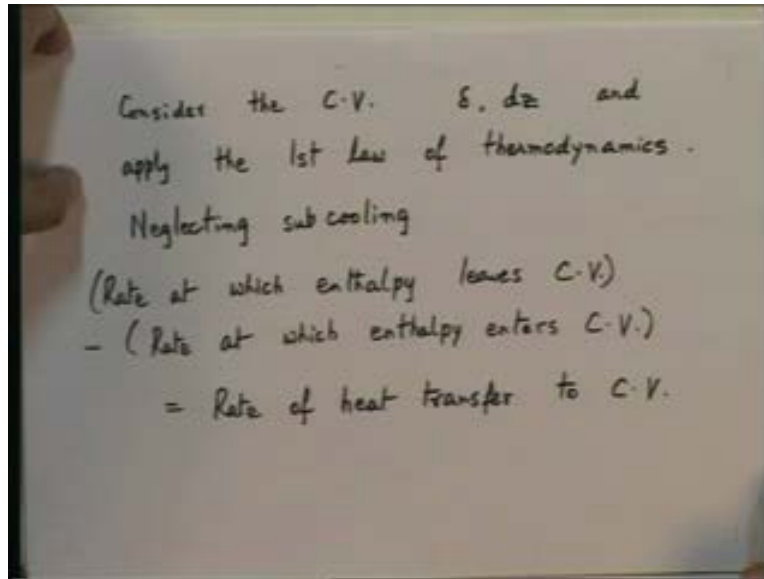 Consider the C.V. δ, dz and
apply the 1st Law of thermodynamics.
Neglecting subcooling
(Rate at which enthalpy leaves C.V.)
- (Rate at which enthalpy enters C.V.)
= Rate of heat transfer to C.V.